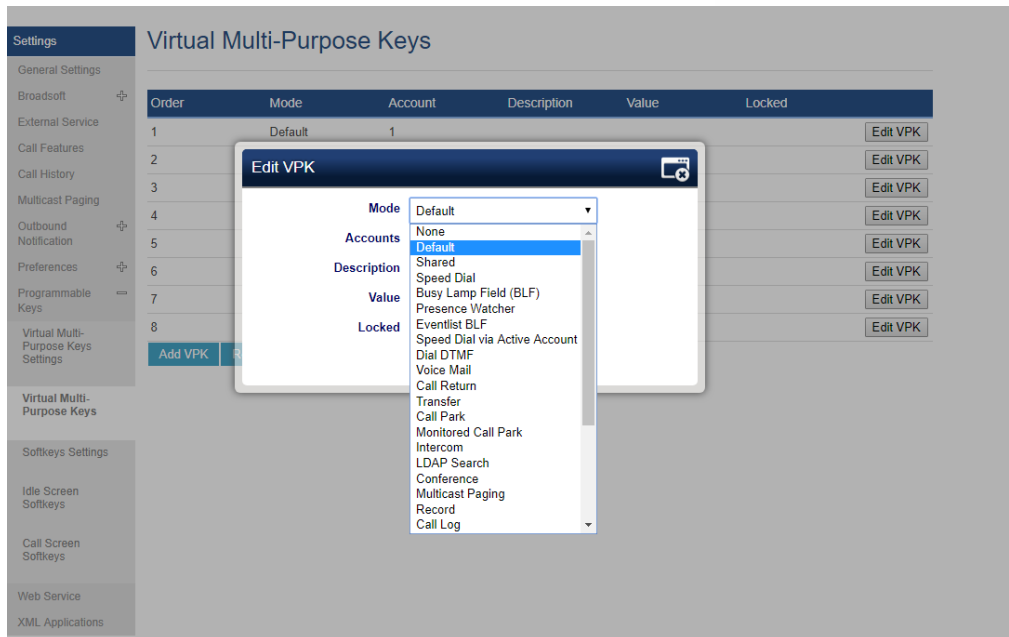 Settings
General Settings
Broadsoft
External Service
Call Features
Call History
Multicast Paging
Outbound
Notification
Preferences
Programmable
Keys
Virtual Multi-
Purpose Keys
Settings
Virtual Multi-
Purpose Keys
Softkeys Settings
Idle Screen
Softkeys
Call Screen
Softkeys
Web Service
XML Applications
Virtual Multi-Purpose Keys
Order Mode Account Description Value Locked
1 Default 1 Edit VPK
2 Edit VPK
3 Edit VPK
4 Edit VPK
5 Edit VPK
6 Edit VPK
7 Edit VPK
8 Edit VPK
Add VPK
Edit VPK
Mode Default
Accounts
Description
Value
Locked
None
Default
Shared
Speed Dial
Busy Lamp Field (BLF)
Presence Watcher
Eventlist BLF
Speed Dial via Active Account
Dial DTMF
Voice Mail
Call Return
Transfer
Call Park
Monitored Call Park
Intercom
LDAP Search
Conference
Multicast Paging
Record
Call Log